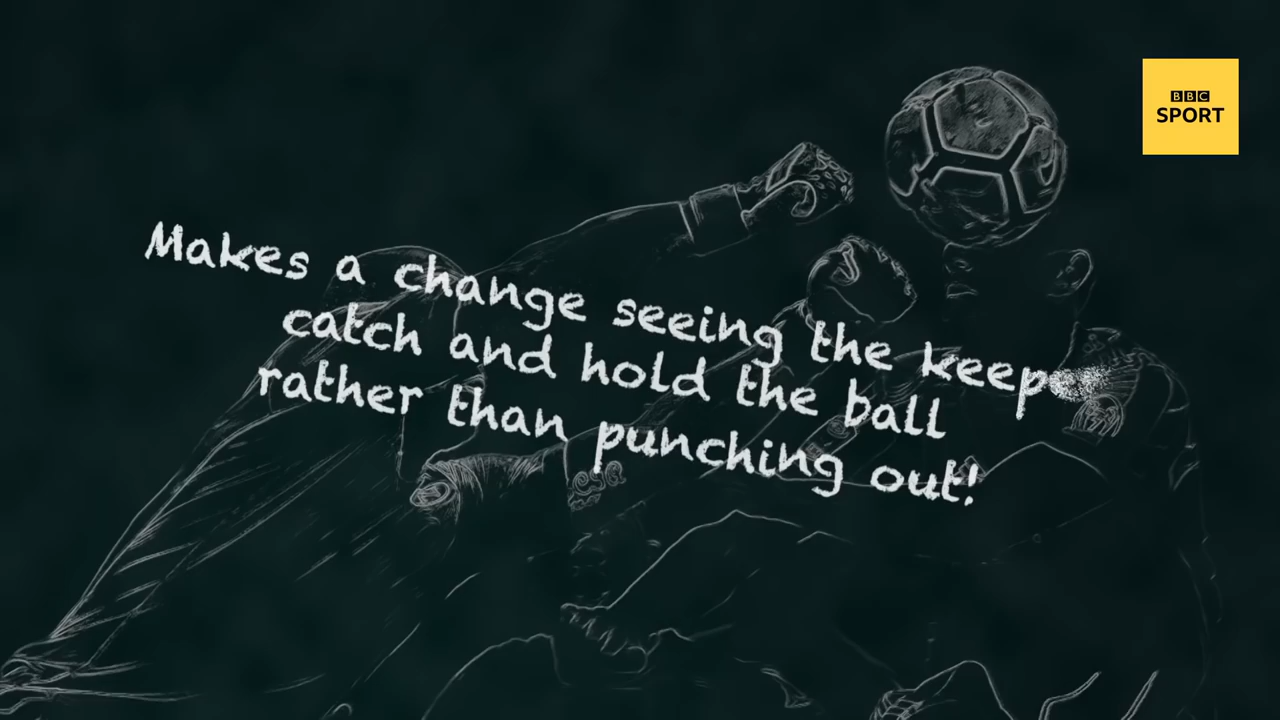 BBC
SPORT
Makes a change seeing the keeper
catch and hold the ball
rather than punching out!